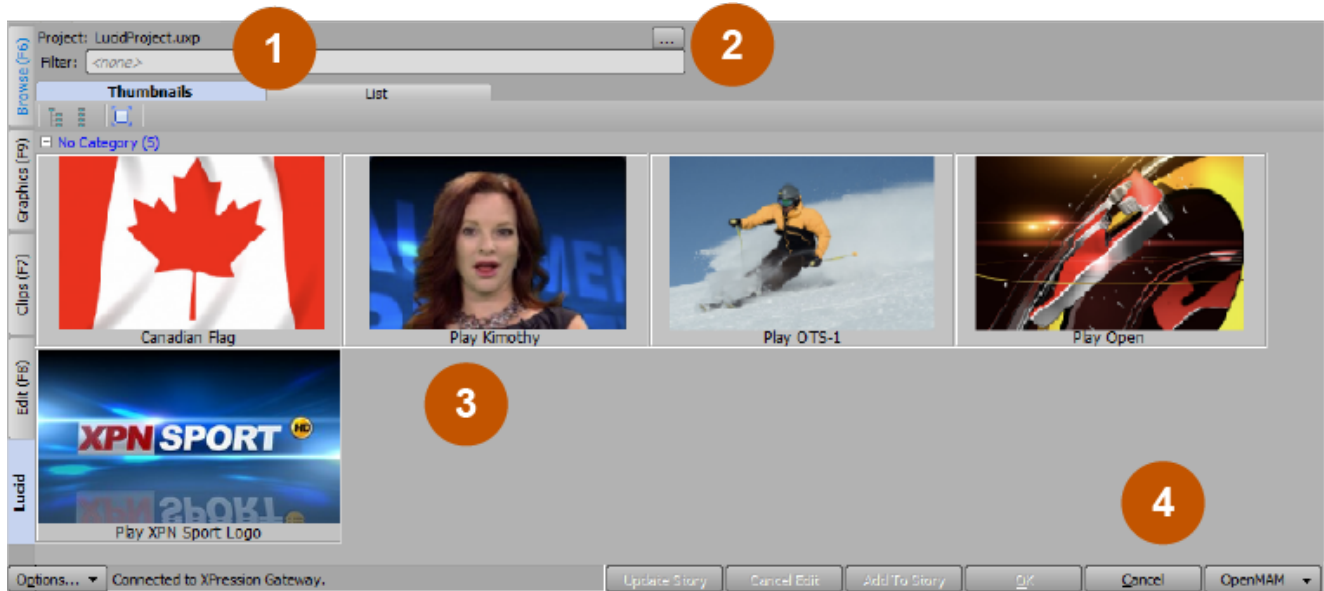 Project: LucidProject.uxp
...
Filter: <none>
1
2
Browse (F6)
Graphics (F9)
Clips (F7)
Edit (F8)
Lucid
Thumbnails
List
No Category (5)
Canadian Flag
Play Kimothy
Play OTS-1
Play Open
XPN SPORT HD
Play XPN Sport Logo
3
4
Options...
Connected to XPression Gateway.
Update Story
Cancel Edit
Add To Story
OK
Cancel
OpenMAM